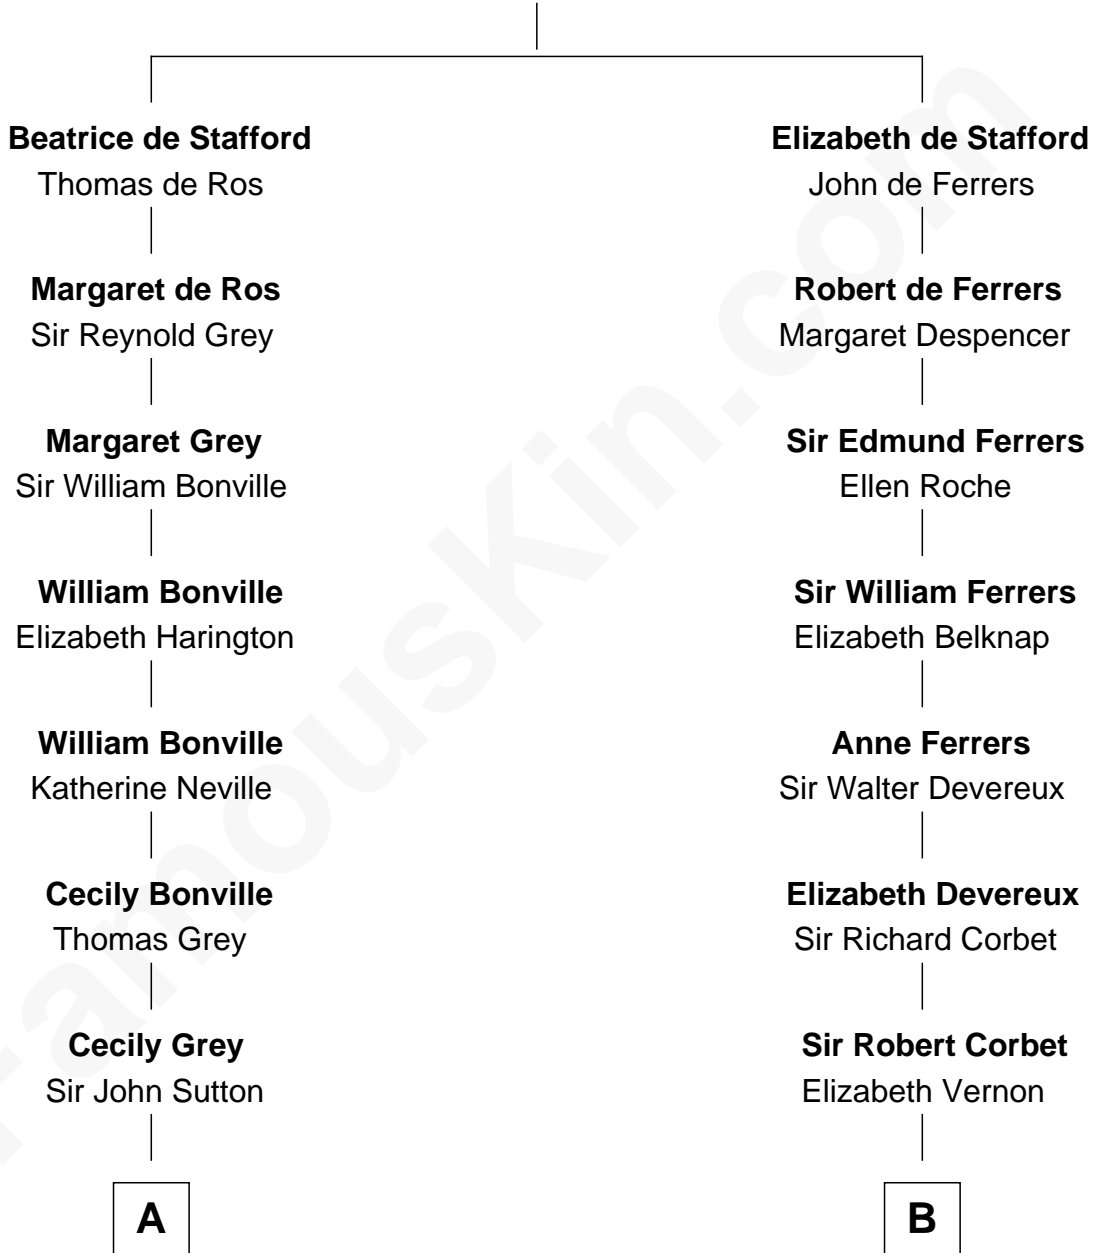 Beatrice de Stafford
Thomas de Ros
Margaret de Ros
Sir Reynold Grey
Margaret Grey
Sir William Bonville
William Bonville
Elizabeth Harington
William Bonville
Katherine Neville
Cecily Bonville
Thomas Grey
Cecily Grey
Sir John Sutton
A
Elizabeth de Stafford
John de Ferrers
Robert de Ferrers
Margaret Despencer
Sir Edmund Ferrers
Ellen Roche
Sir William Ferrers
Elizabeth Belknap
Anne Ferrers
Sir Walter Devereux
Elizabeth Devereux
Sir Richard Corbet
Sir Robert Corbet
Elizabeth Vernon
B
FamousKin.com